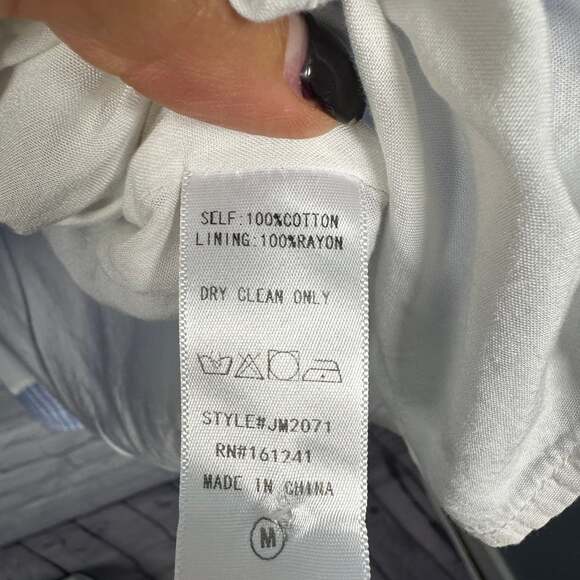 SELF:100%COTTON
LINING:100%RAYON
DRY CLEAN ONLY
STYLE#JM2071
RN#161241
MADE IN CHINA
M